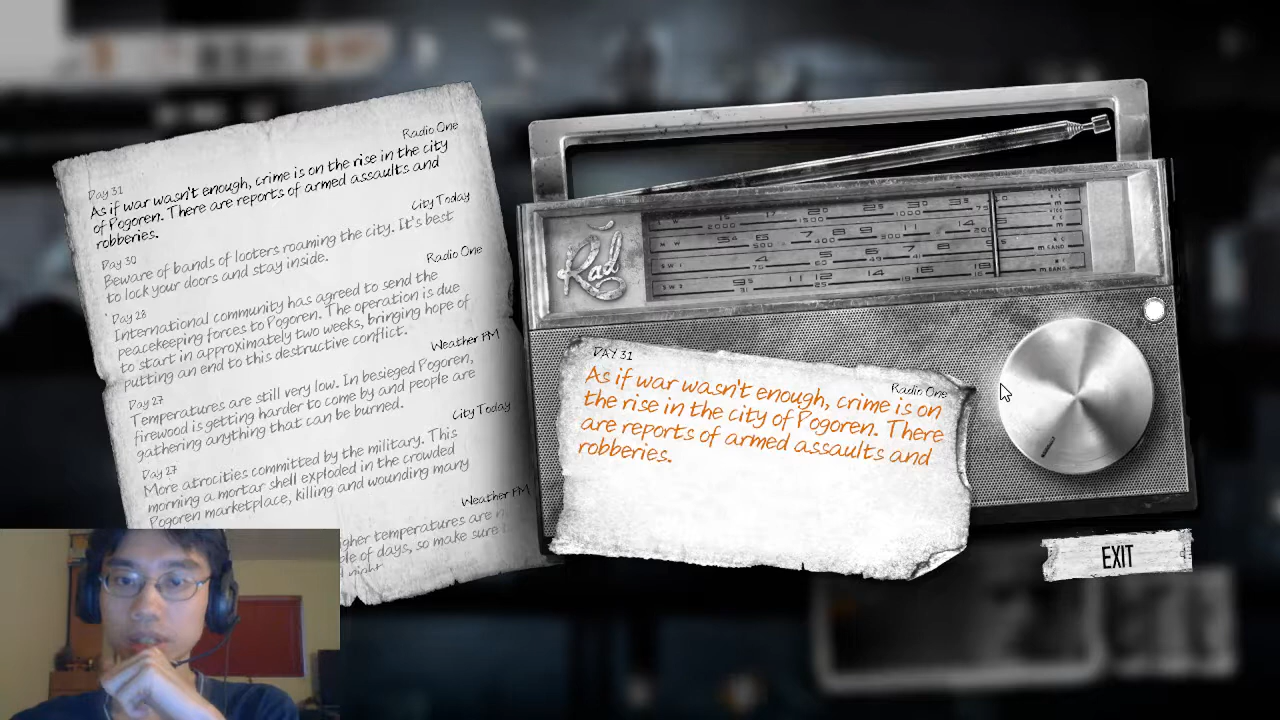 Radio One
Day 31
As if war wasn't enough, crime is on the rise in the city
of Pogoren. There are reports of armed assaults and
robberies.
City Today
Day 30
Beware of bands of looters roaming the city. It's best
to lock your doors and stay inside.
Radio One
Day 28
International community has agreed to send the
peacekeeping forces to Pogoren. The operation is due
to start in approximately two weeks, bringing hope of
putting an end to this destructive conflict.
Weather FM
Day 27
Temperatures are still very low. In besieged Pogoren,
firewood is getting harder to come by and people are
gathering anything that can be burned.
City Today
Day 27
More atrocities committed by the military. This
morning a mortar shell exploded in the crowded
Pogoren marketplace, killing and wounding many
Weather FM
temperatures are
of days, so make sure
Rad
DAY 31
Radio One
As if war wasn't enough, crime is on
the rise in the city of Pogoren. There
are reports of armed assaults and
robberies.
EXIT